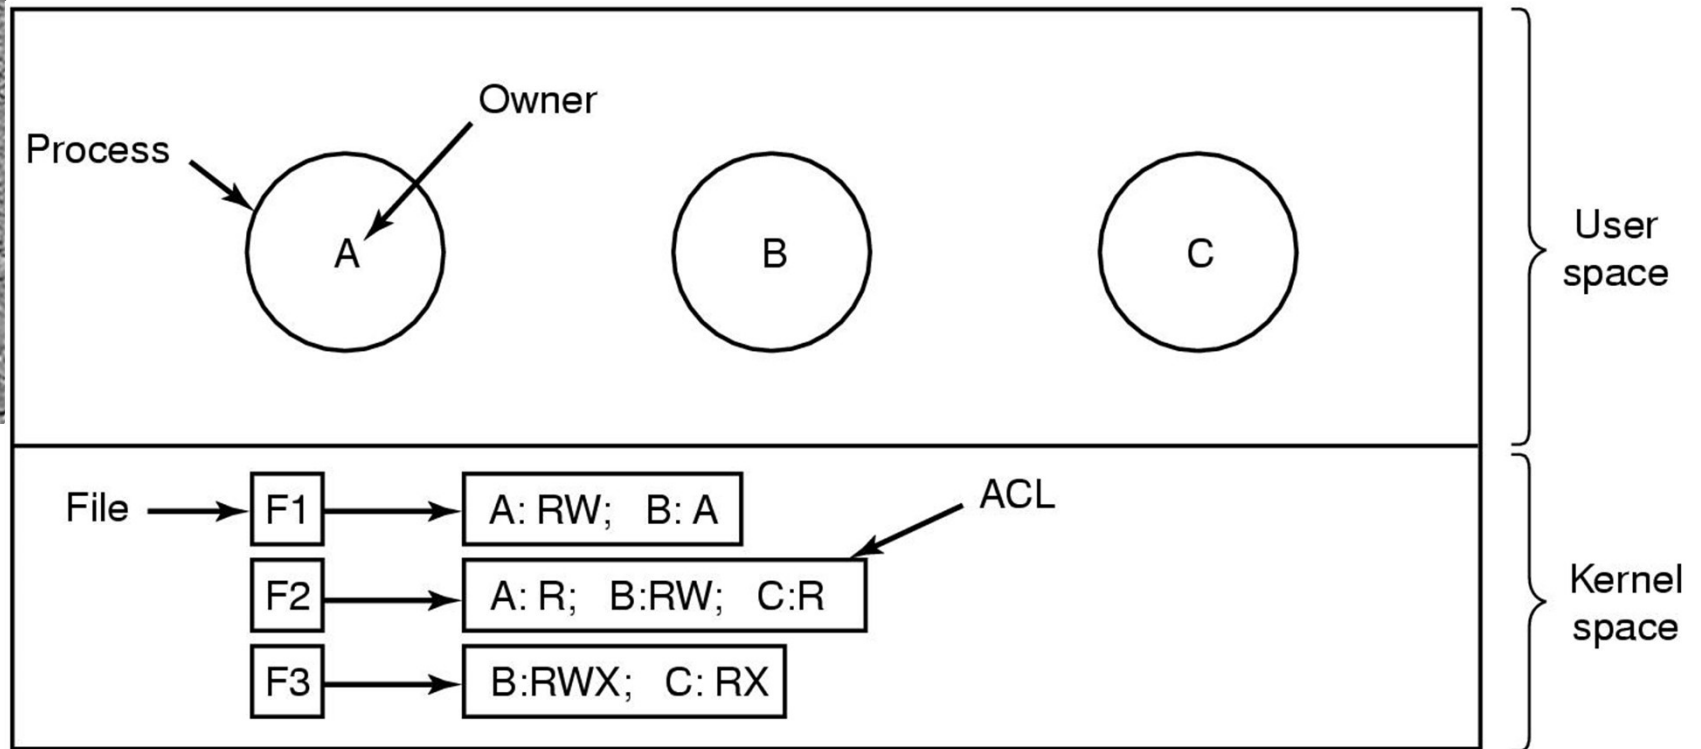 Owner
Process
A
B
C
User
space
File
F1
A: RW; B: A
ACL
F2
A: R; B:RW; C:R
F3
B:RWX; C: RX
Kernel
space